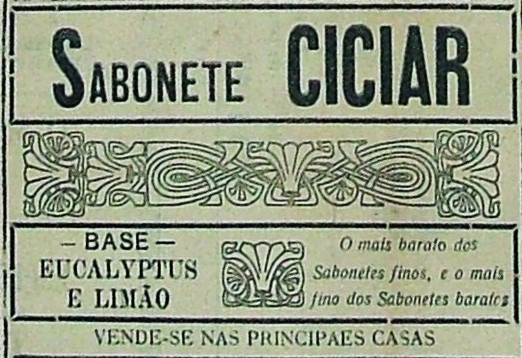 SABONETE CICIAR
— BASE —
EUCALYPTUS
E LIMÃO
O mais barato dos
Sabonetes finos, e o mais
fino dos Sabonetes baratos
VENDE-SE NAS PRINCIPAES CASAS